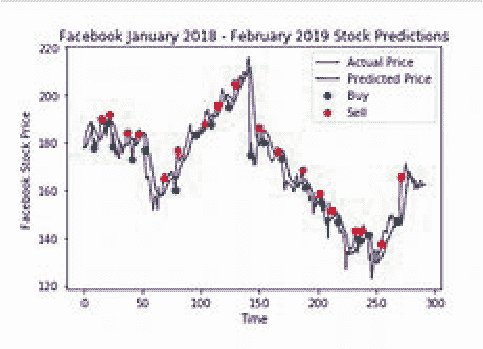 Facebook January 2018 - February 2019 Stock Predictions
Actual Price
Predicted Price
Buy
Sell
Facebook Stock Price
220
200
180
160
140
120
0 50 100 150 200 250 300
Time